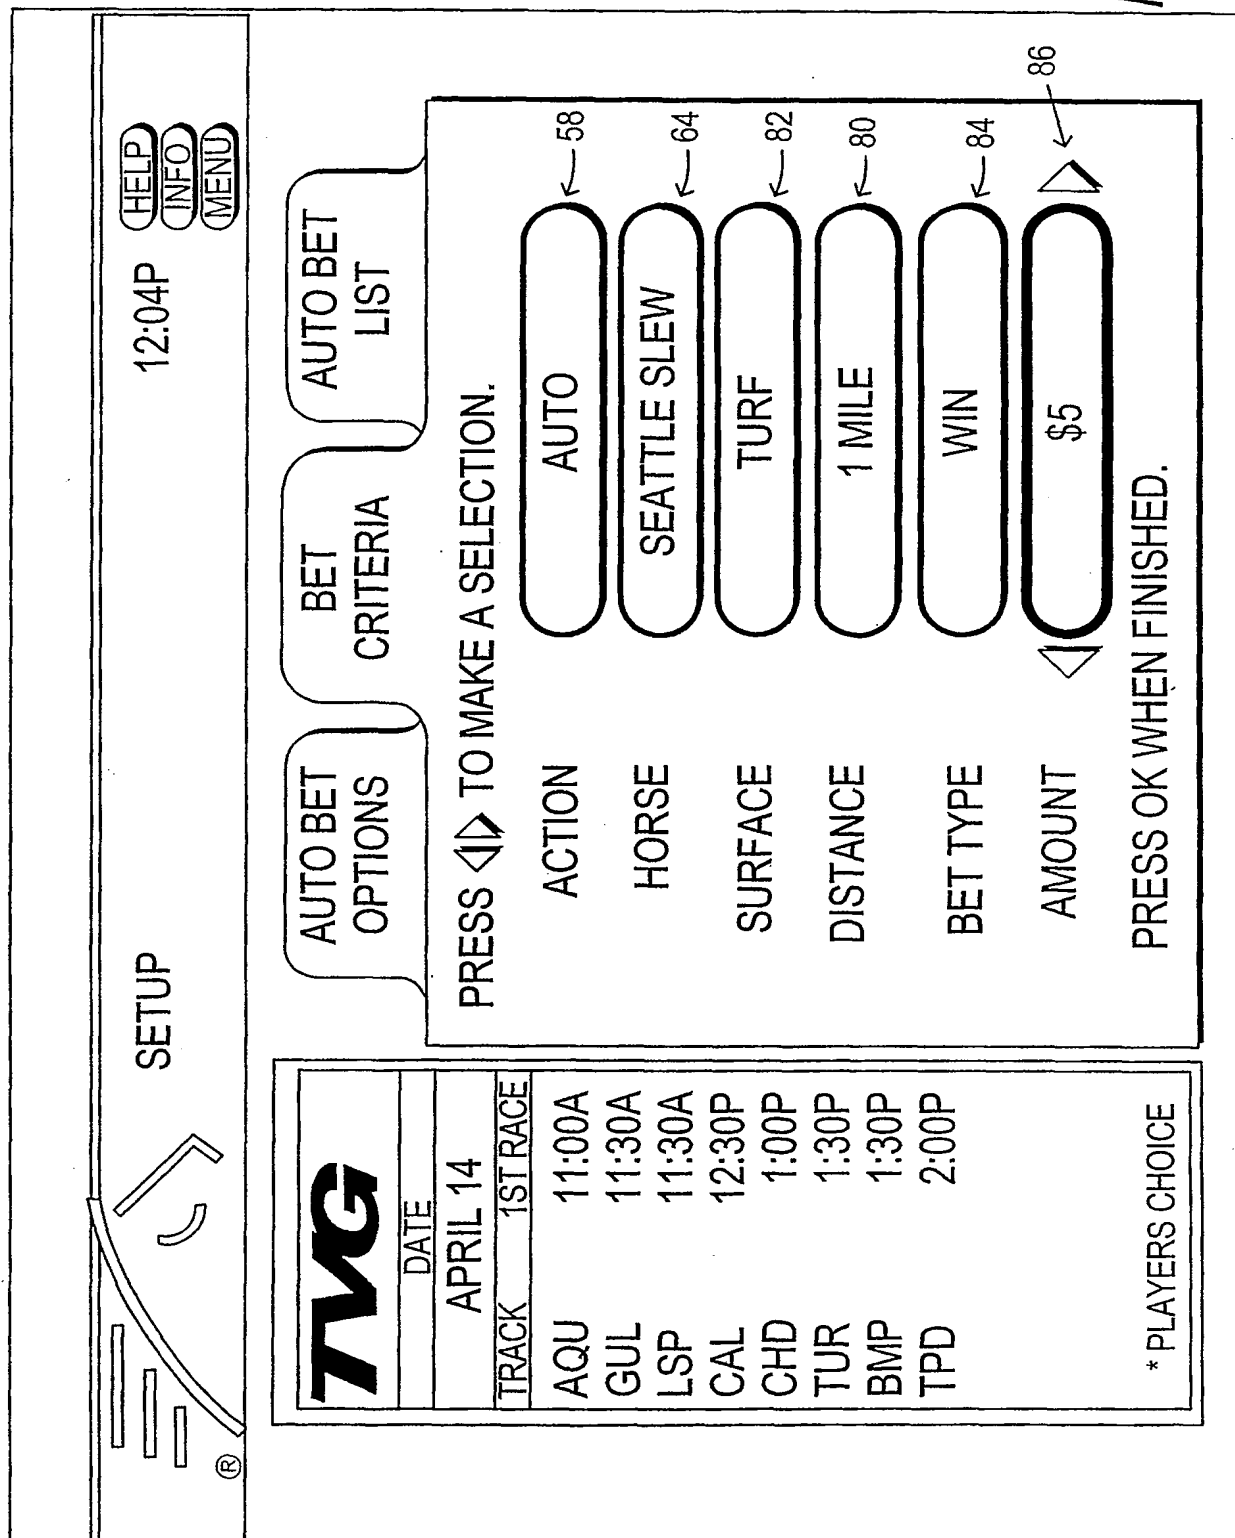 SETUP
12:04P
HELP
INFO
MENU
®
TVG
DATE
APRIL 14
TRACK 1ST RACE
AQU 11:00A
GUL 11:30A
LSP 11:30A
CAL 12:30P
CHD 1:00P
TUR 1:30P
BMP 1:30P
TPD 2:00P
* PLAYERS CHOICE
AUTO BET
OPTIONS
BET
CRITERIA
AUTO BET
LIST
PRESS ◁▷ TO MAKE A SELECTION.
ACTION AUTO 58
HORSE SEATTLE SLEW 64
SURFACE TURF 82
DISTANCE 1 MILE 80
BET TYPE WIN 84
AMOUNT ◁ $5 ▷ 86
PRESS OK WHEN FINISHED.